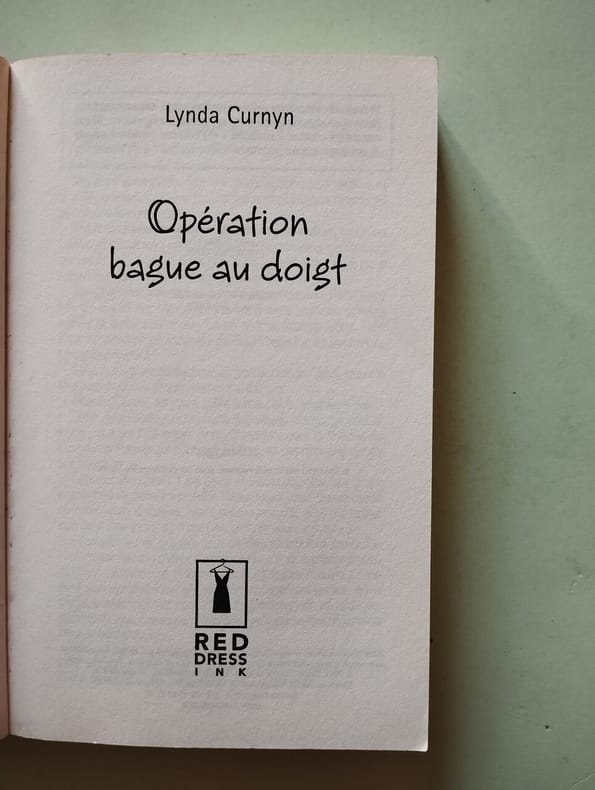 Lynda Curnyn
Opération
bague au doigt
RED
DRESS
INK